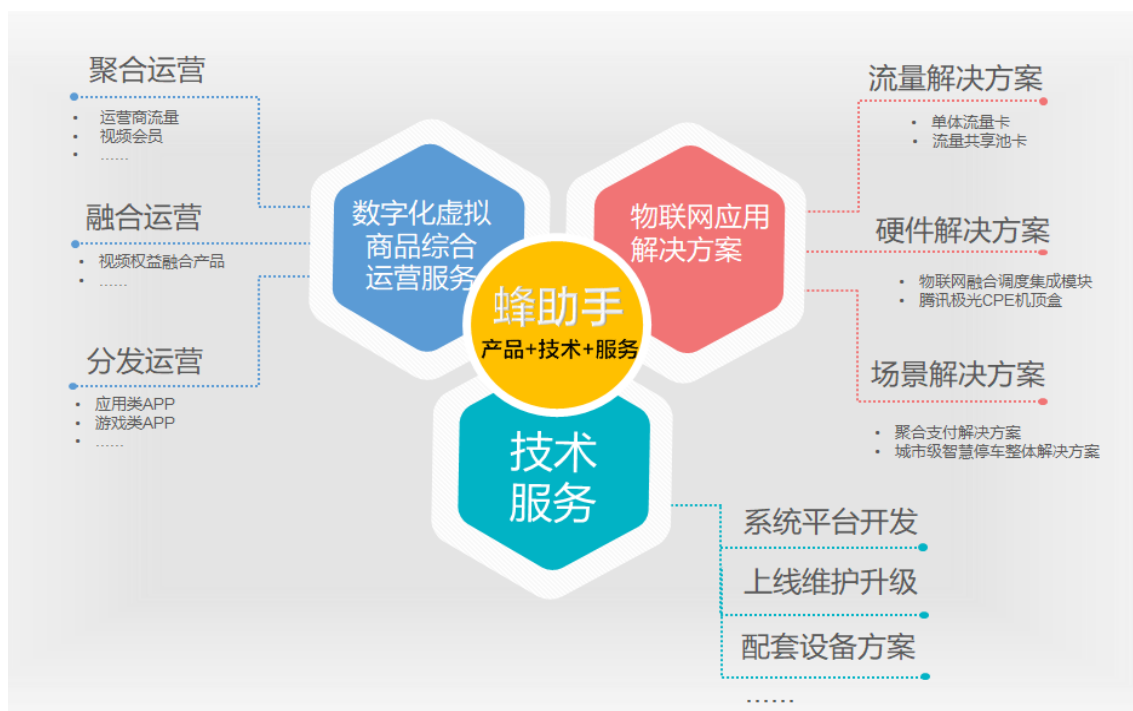 聚合运营
• 运营商流量
• 视频会员
• ......
融合运营
• 视频权益融合产品
• ......
分发运营
• 应用类APP
• 游戏类APP
• ......
数字化虚拟
商品综合
运营服务
物联网应用
解决方案
蜂助手
产品+技术+服务
技术
服务
流量解决方案
• 单体流量卡
• 流量共享池卡
硬件解决方案
• 物联网融合调度集成模块
• 腾讯极光CPE机顶盒
场景解决方案
• 聚合支付解决方案
• 城市级智慧停车整体解决方案
系统平台开发
上线维护升级
配套设备方案
......